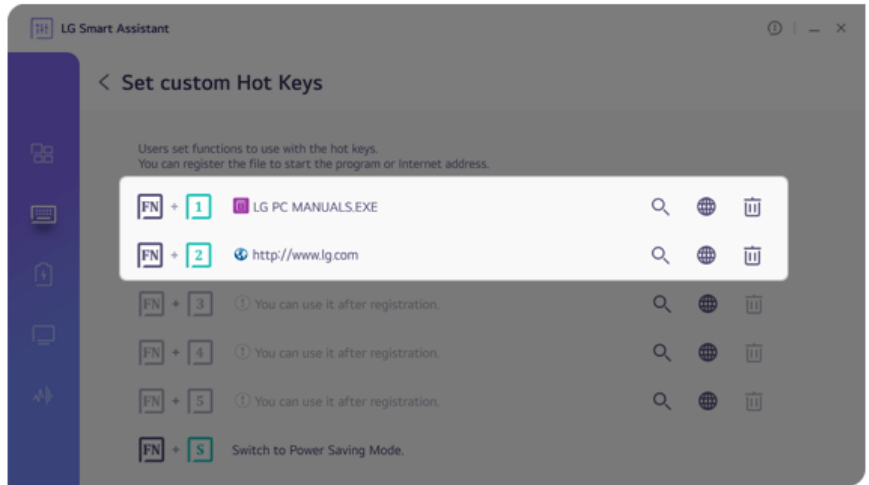 LG Smart Assistant
Set custom Hot Keys
Users set functions to use with the hot keys.
You can register the file to start the program or Internet address.
FN + 1 LG PC MANUALS.EXE
FN + 2 http://www.lg.com
FN + 3 You can use it after registration.
FN + 4 You can use it after registration.
FN + 5 You can use it after registration.
FN + S Switch to Power Saving Mode.